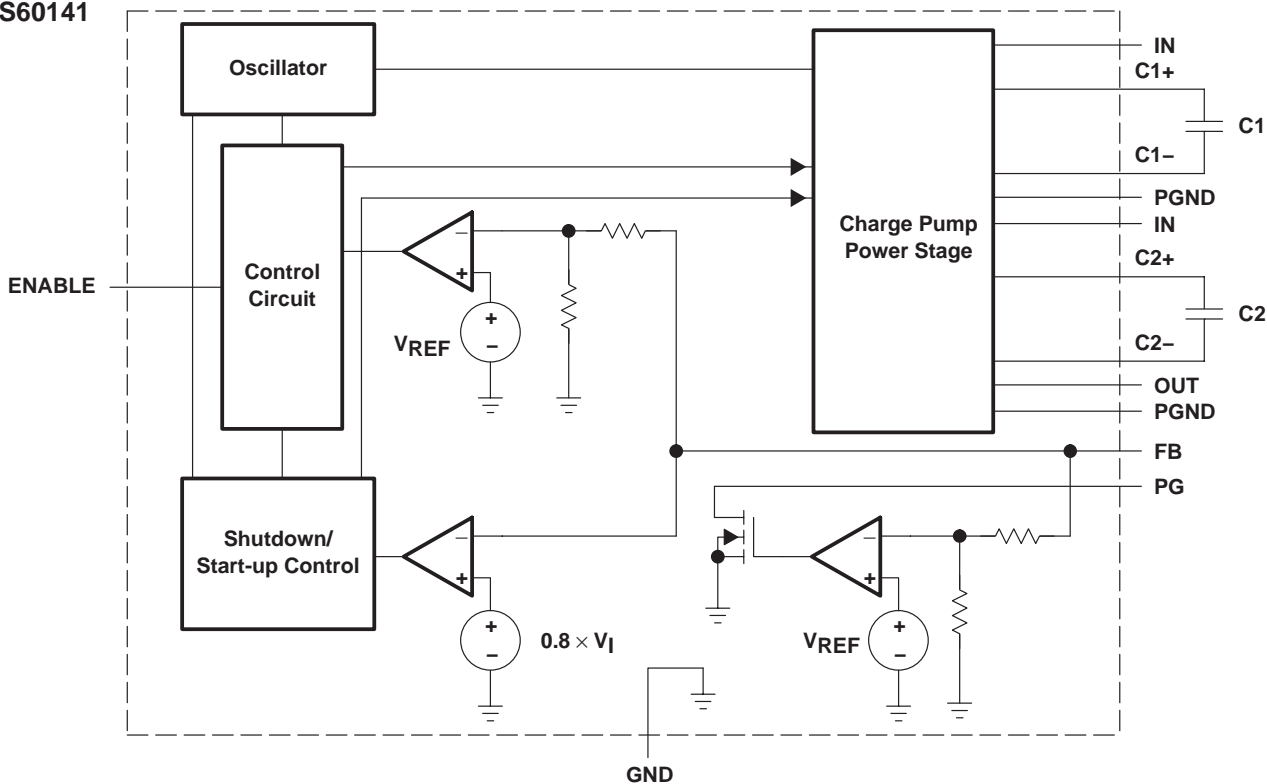 S60141
Oscillator
IN
C1+
C1
C1−
PGND
IN
Charge Pump
Power Stage
C2+
C2
C2−
OUT
PGND
FB
PG
ENABLE
Control
Circuit
−
+
+
−
VREF
Shutdown/
Start-up Control
−
+
+
−
0.8 × VI
−
+
+
−
VREF
GND